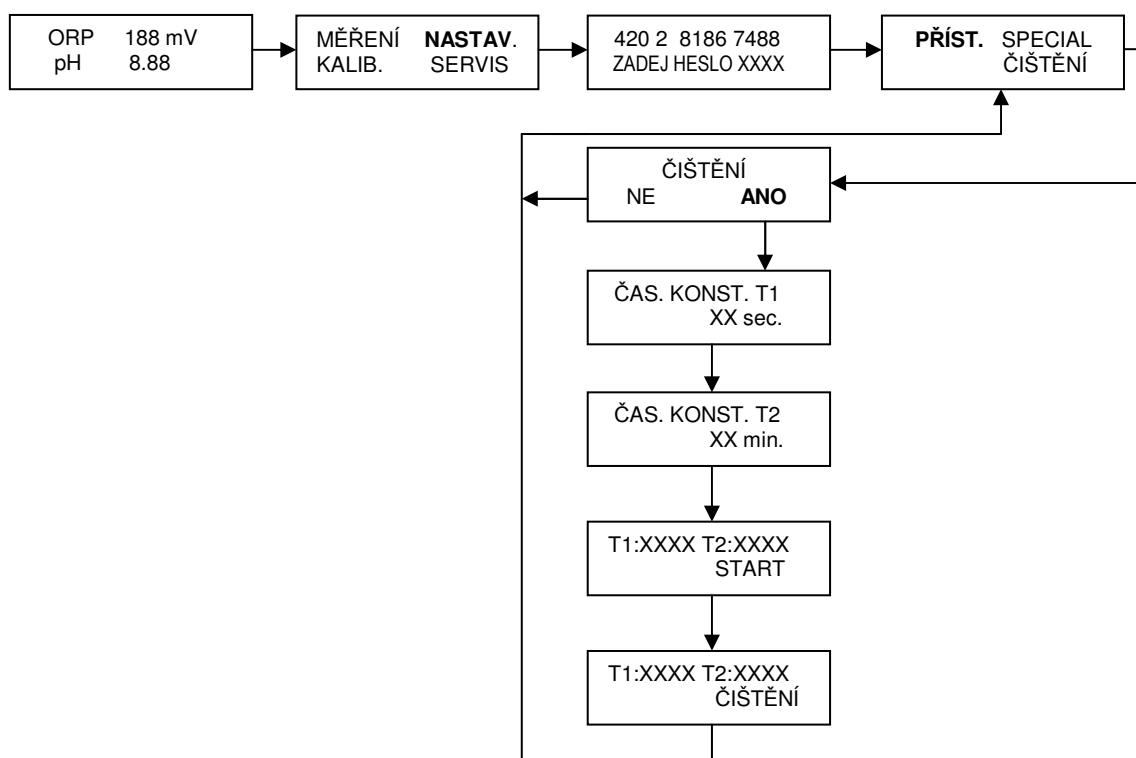 ORP 188 mV
pH 8.88
MĚŘENÍ NASTAV.
KALIB. SERVIS
420 2 8186 7488
ZADEJ HESLO XXXX
PŘÍST. SPECIAL
ČIŠTĚNÍ
ČIŠTĚNÍ
NE ANO
ČAS. KONST. T1
XX sec.
ČAS. KONST. T2
XX min.
T1:XXXX T2:XXXX
START
T1:XXXX T2:XXXX
ČIŠTĚNÍ